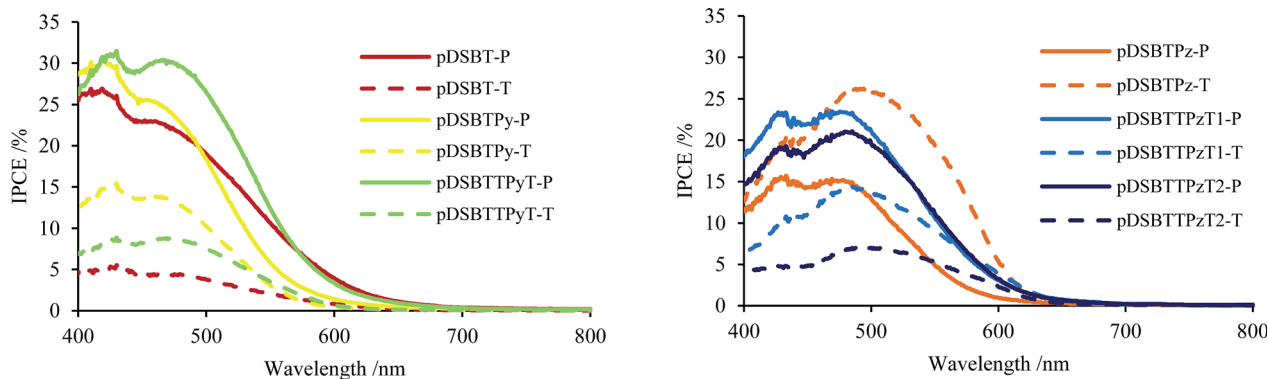 IPCE /%
35
30
25
20
15
10
5
0
400
500
600
700
800
Wavelength /nm
pDSBT-P
pDSBT-T
pDSBTPy-P
pDSBTPy-T
pDSBTTPyT-P
pDSBTTPyT-T
IPCE /%
35
30
25
20
15
10
5
0
400
500
600
700
800
Wavelength /nm
pDSBTPz-P
pDSBTPz-T
pDSBTTPzT1-P
pDSBTTPzT1-T
pDSBTTPzT2-P
pDSBTTPzT2-T